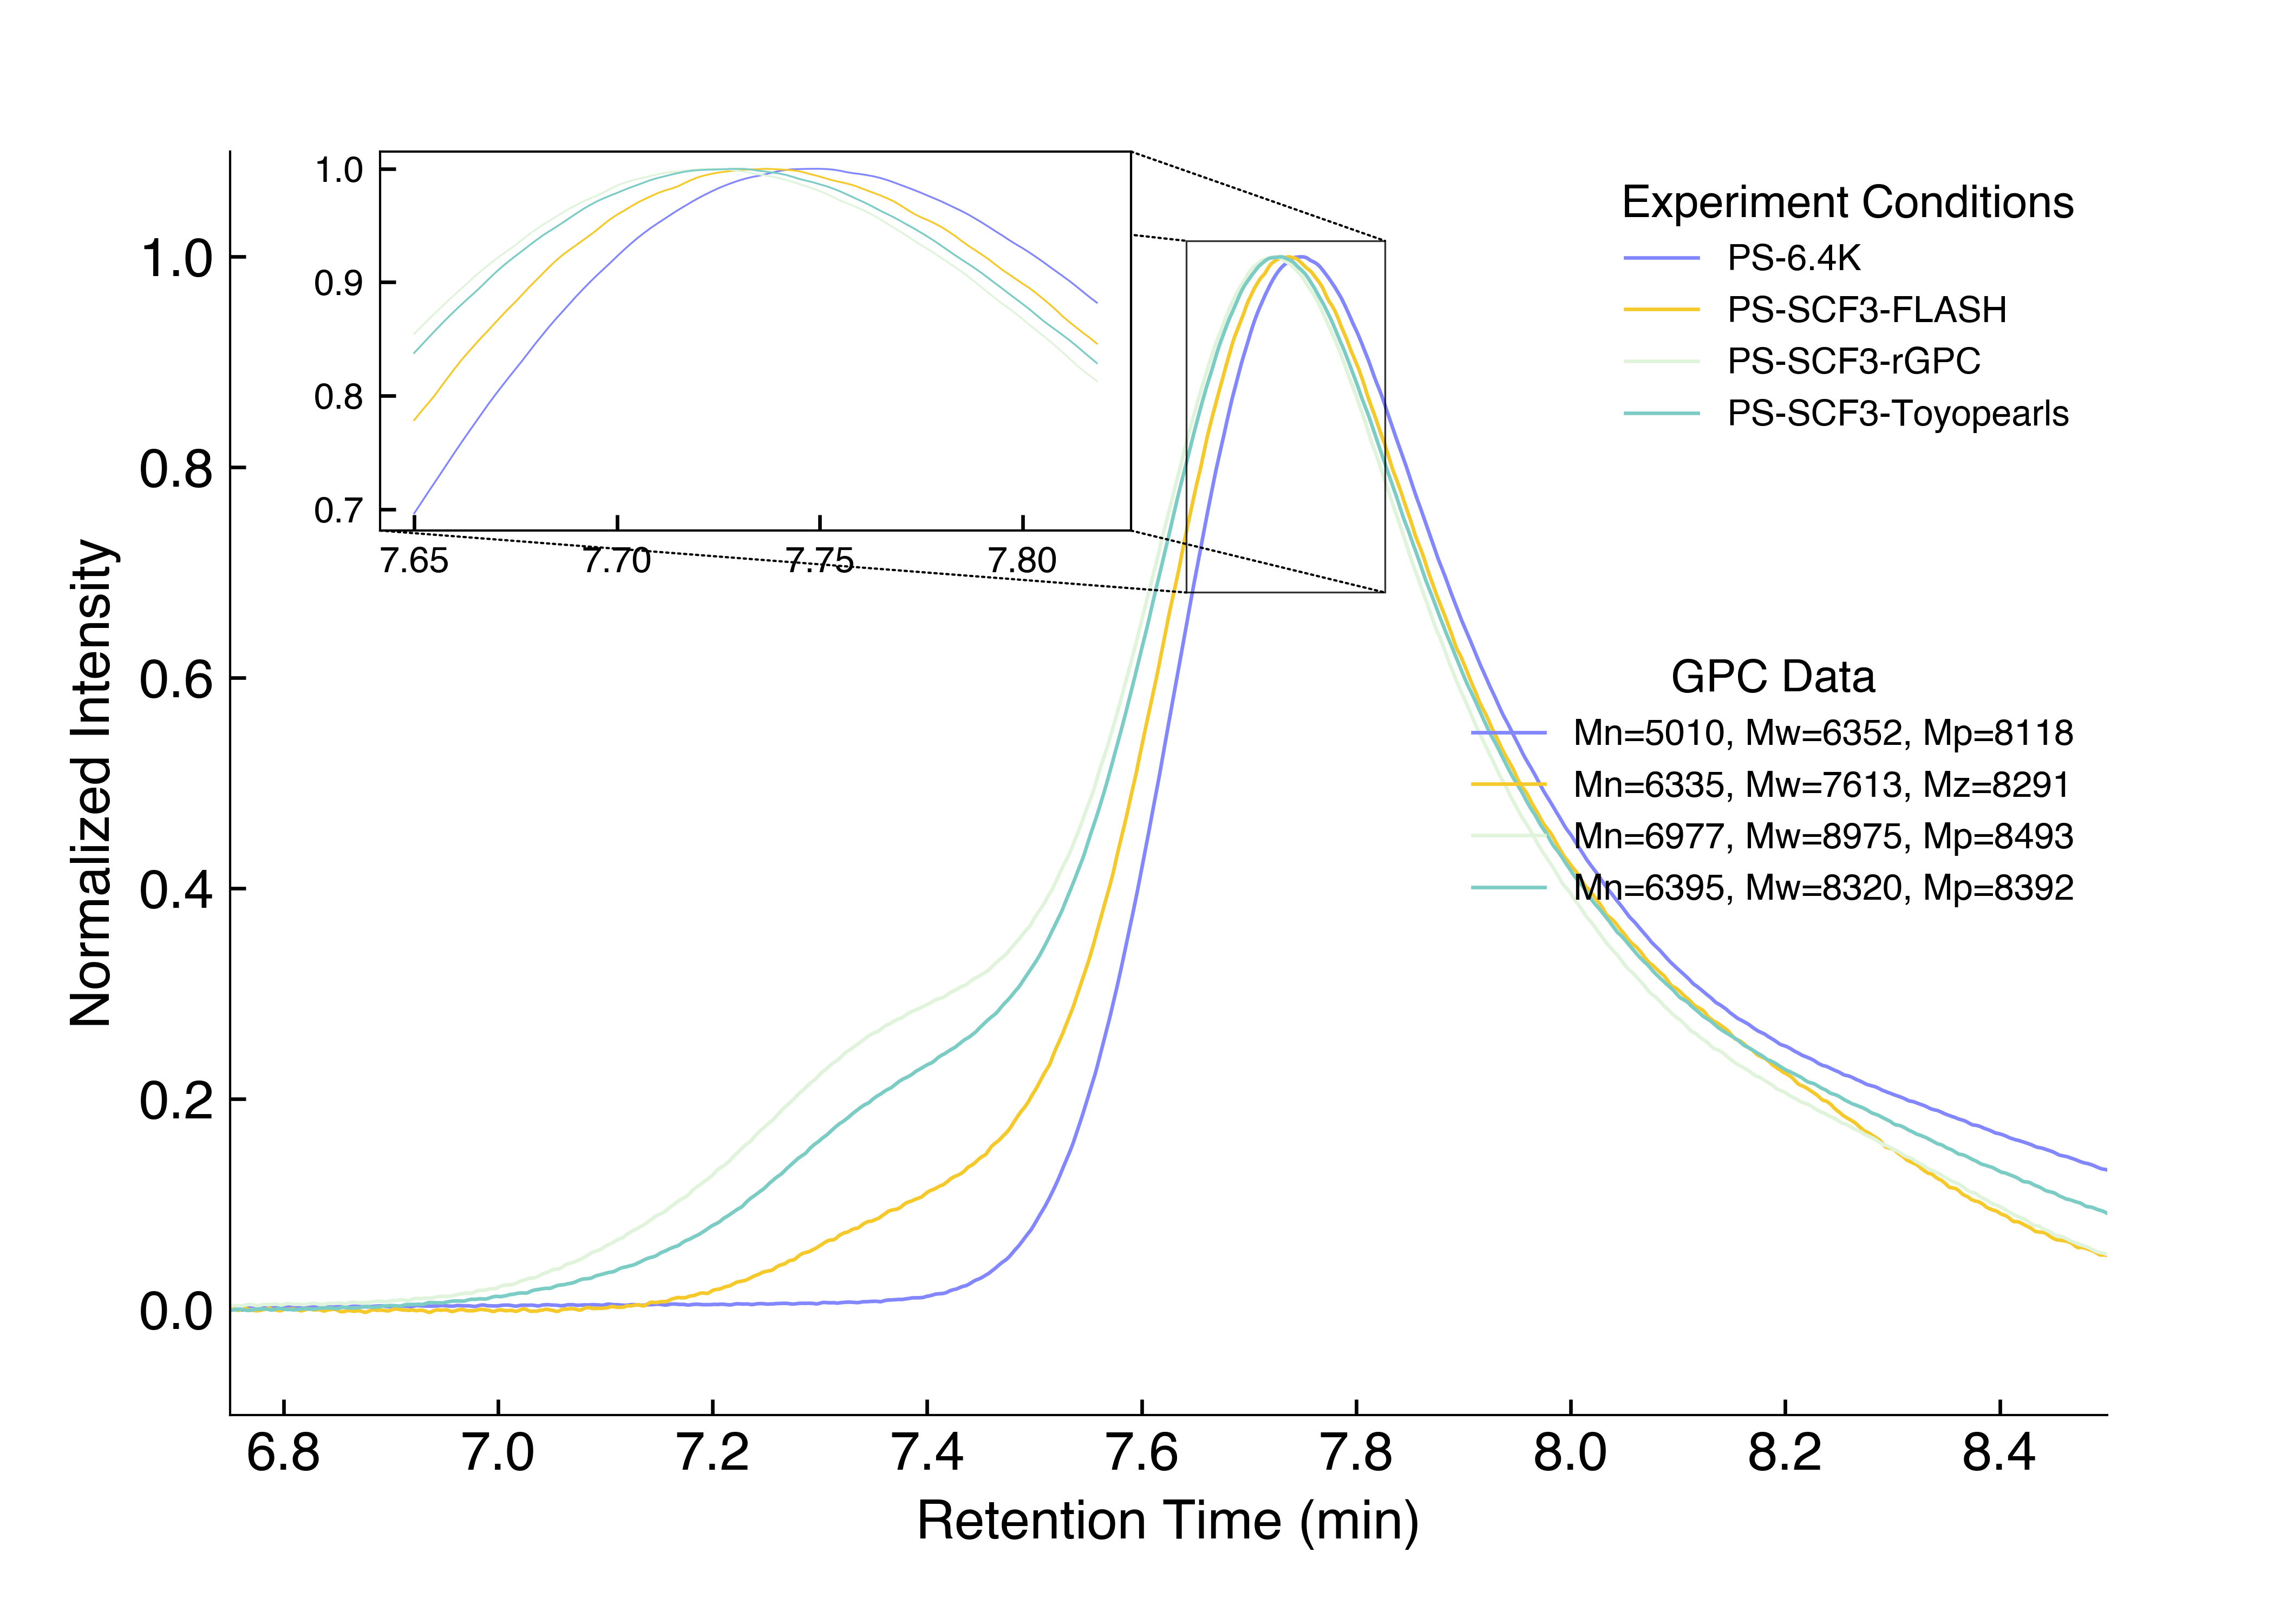 1.0
0.9
0.8
0.7
7.65 7.70 7.75 7.80
Experiment Conditions
PS-6.4K
PS-SCF3-FLASH
PS-SCF3-rGPC
PS-SCF3-Toyopearls
GPC Data
Mn=5010, Mw=6352, Mp=8118
Mn=6335, Mw=7613, Mz=8291
Mn=6977, Mw=8975, Mp=8493
Mn=6395, Mw=8320, Mp=8392
Normalized Intensity
1.0
0.8
0.6
0.4
0.2
0.0
6.8 7.0 7.2 7.4 7.6 7.8 8.0 8.2 8.4
Retention Time (min)